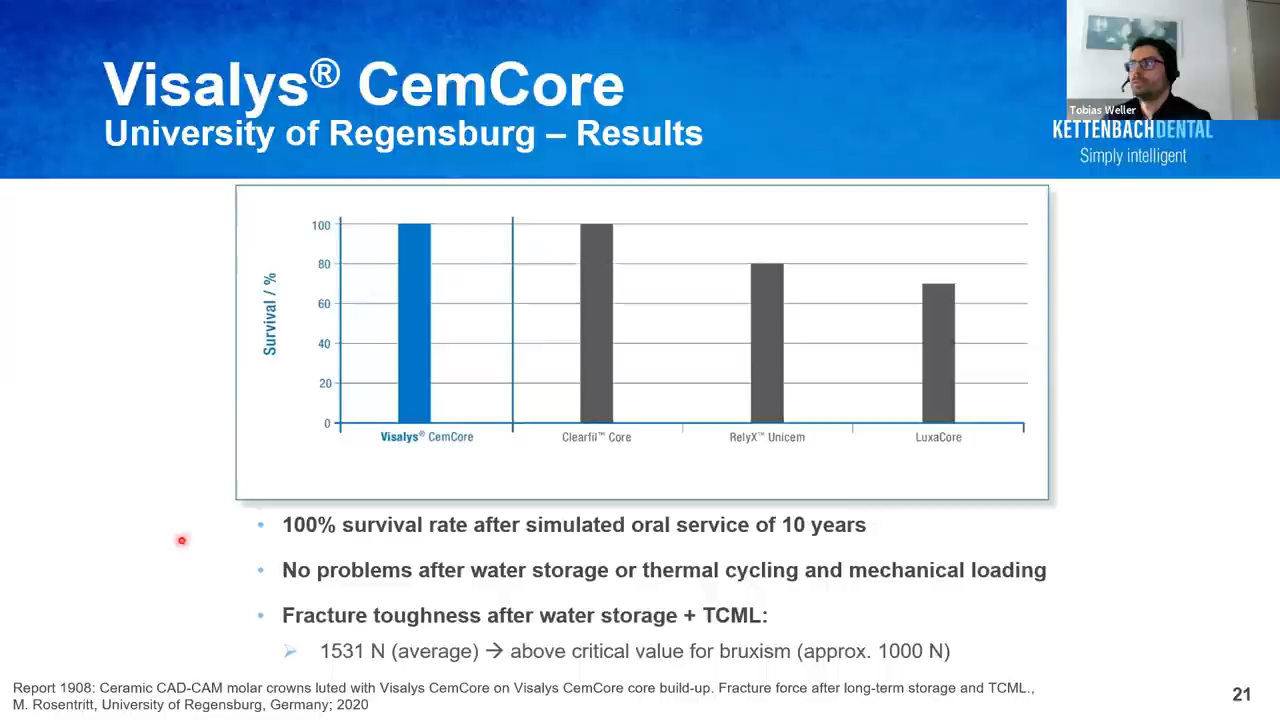 Visalys® CemCore
University of Regensburg – Results
Tobias Weller
KETTENBACHDENTAL
Simply intelligent
Survival / %
100
80
60
40
20
0
Visalys® CemCore
Clearfil™ Core
RelyX™ Unicem
LuxaCore
• 100% survival rate after simulated oral service of 10 years
• No problems after water storage or thermal cycling and mechanical loading
• Fracture toughness after water storage + TCML:
➢ 1531 N (average) → above critical value for bruxism (approx. 1000 N)
Report 1908: Ceramic CAD-CAM molar crowns luted with Visalys CemCore on Visalys CemCore core build-up. Fracture force after long-term storage and TCML.,
M. Rosentritt, University of Regensburg, Germany; 2020
21